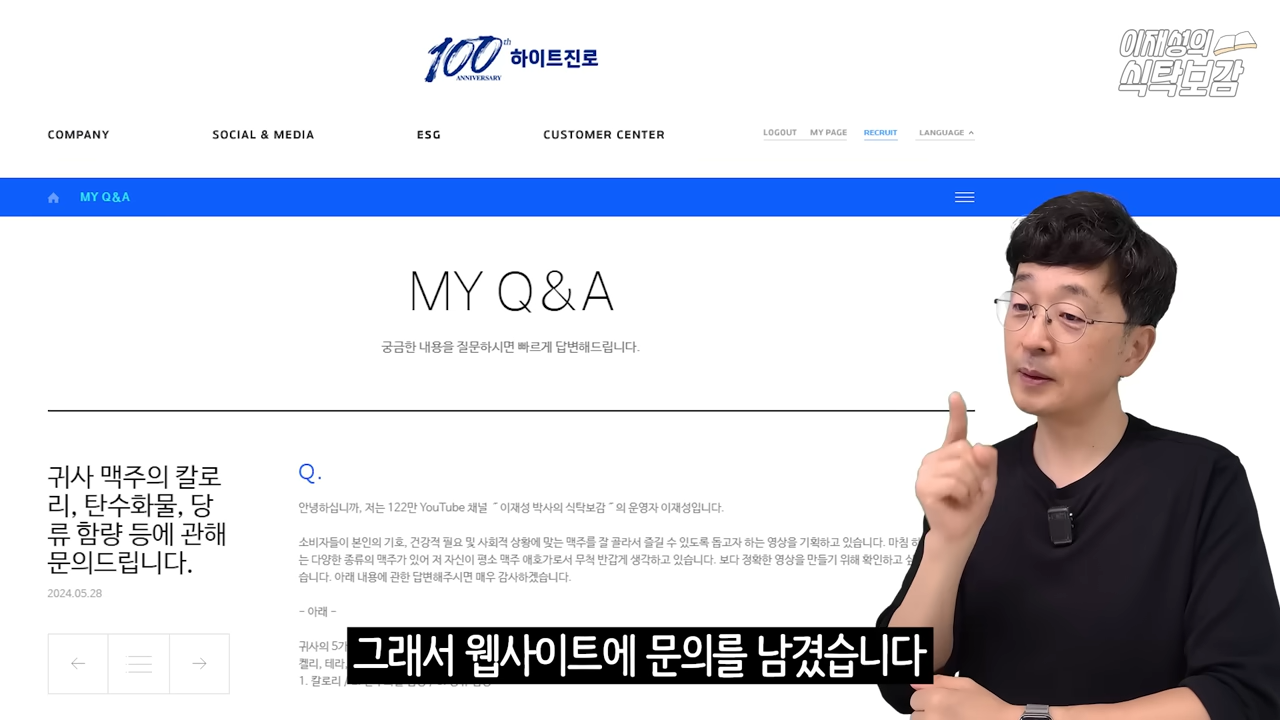 100th
ANNIVERSARY
하이트진로
이재성의
식탁보감
COMPANY
SOCIAL & MEDIA
ESG
CUSTOMER CENTER
LOGOUT
MY PAGE
RECRUIT
LANGUAGE
MY Q&A
MY Q&A
궁금한 내용을 질문하시면 빠르게 답변해드립니다.
귀사 맥주의 칼로
리, 탄수화물, 당
류 함량 등에 관해
문의드립니다.
2024.05.28
Q.
안녕하십니까, 저는 122만 YouTube 채널 ˝이재성 박사의 식탁보감˝의 운영자 이재성입니다.
소비자들이 본인의 기호, 건강적 필요 및 사회적 상황에 맞는 맥주를 잘 골라서 즐길 수 있도록 돕고자 하는 영상을 기획하고 있습니다. 마침
는 다양한 종류의 맥주가 있어 저 자신이 평소 맥주 애호가로서 무척 반갑게 생각하고 있습니다. 보다 정확한 영상을 만들기 위해 확인하고
습니다. 아래 내용에 관한 답변해주시면 매우 감사하겠습니다.
- 아래 -
귀사의 5
켈리, 테라,
1. 칼로리
그래서 웹사이트에 문의를 남겼습니다